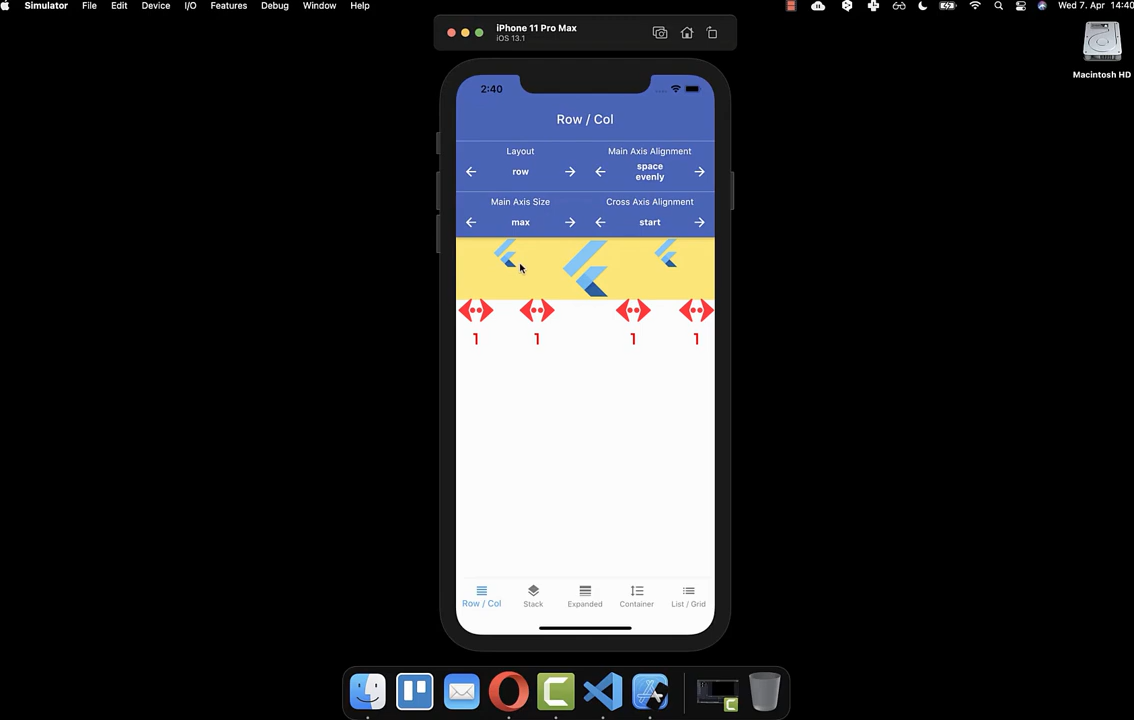 Simulator File Edit Device I/O Features Debug Window Help
Wed 7. Apr 14:40
iPhone 11 Pro Max
iOS 13.1
Macintosh HD
2:40
Row / Col
Layout
row
Main Axis Alignment
space
evenly
Main Axis Size
max
Cross Axis Alignment
start
1 1 1 1
Row / Col Stack Expanded Container List / Grid